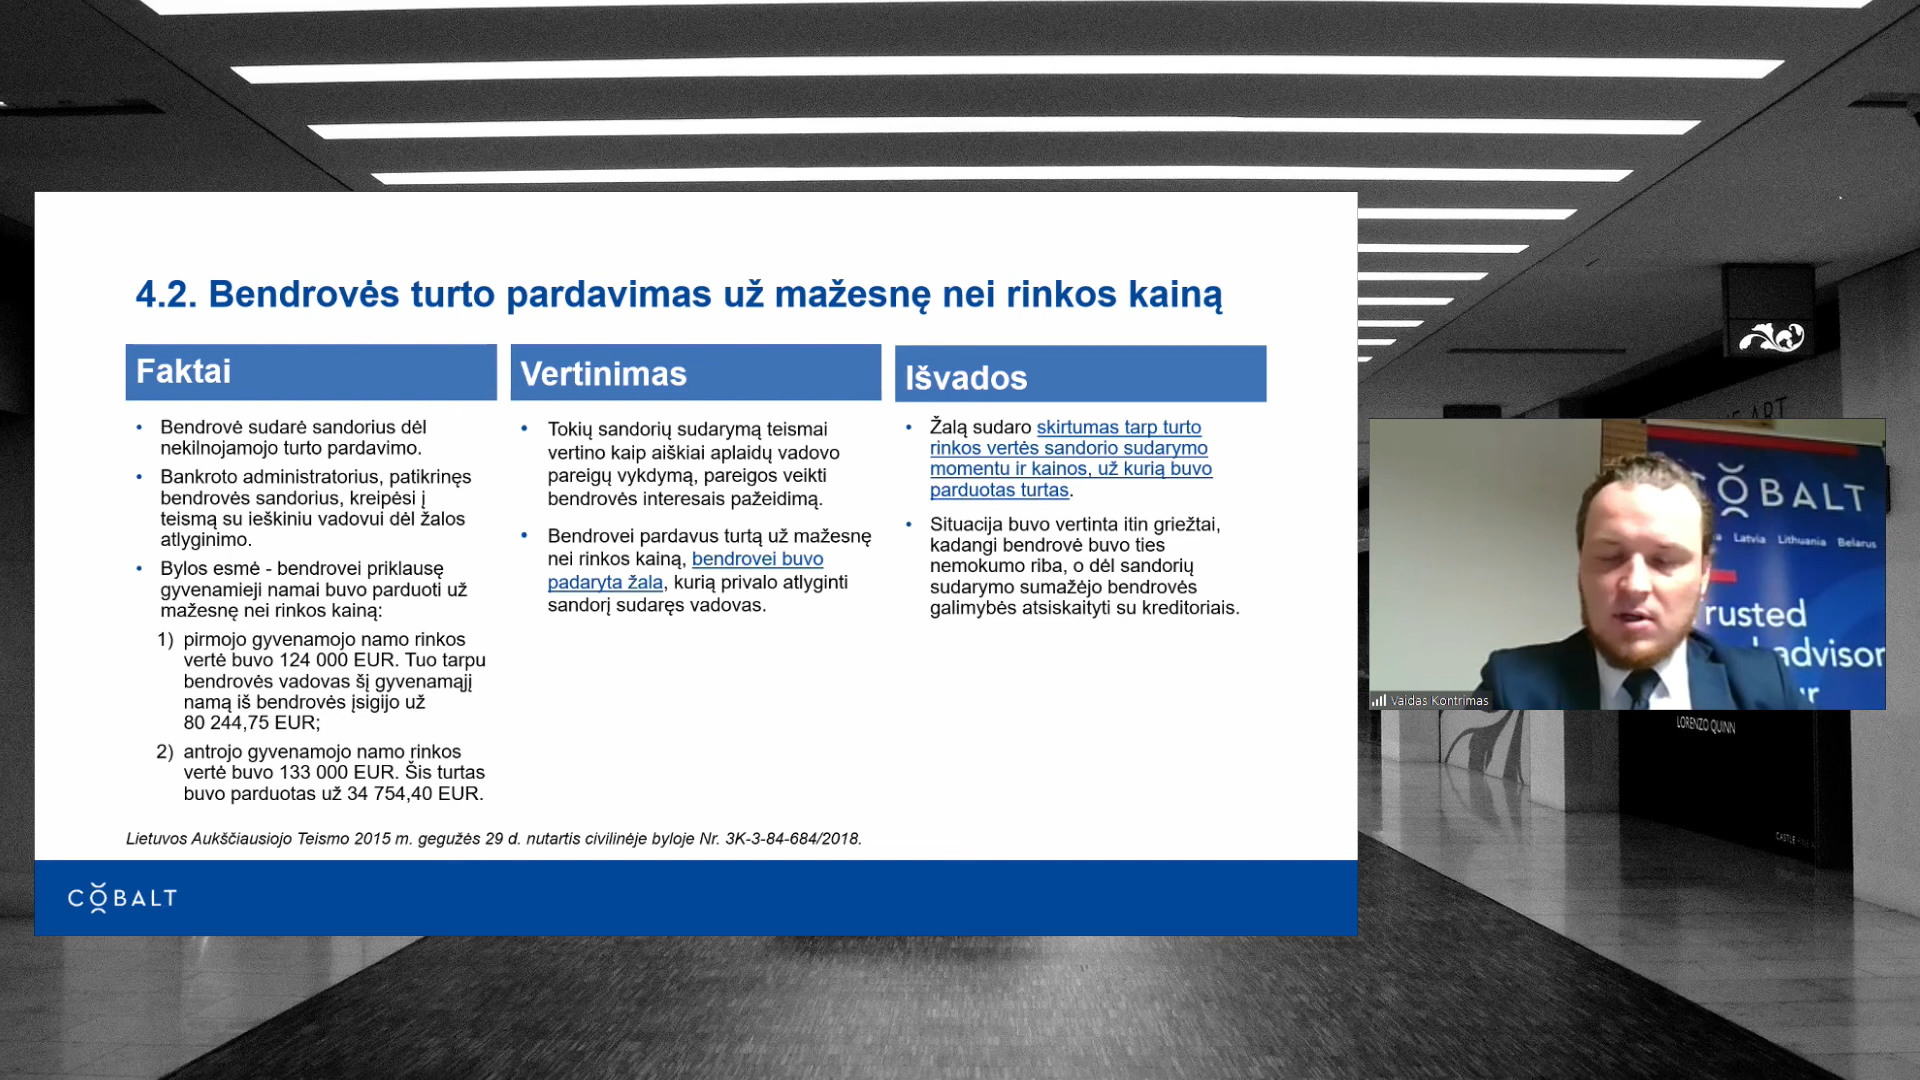 4.2. Bendrovės turto pardavimas už mažesnę nei rinkos kainą
Faktai
Bendrovė sudarė sandorius dėl
nekilnojamojo turto pardavimo.
Bankroto administratorius, patikrinęs
bendrovės sandorius, kreipėsi į
teismą su ieškiniu vadovui dėl žalos
atlyginimo.
Bylos esmė - bendrovei priklausę
gyvenamieji namai buvo parduoti už
mažesnę nei rinkos kainą:
1) pirmojo gyvenamojo namo rinkos
vertė buvo 124 000 EUR. Tuo tarpu
bendrovės vadovas šį gyvenamąjį
namą iš bendrovės įsigijo už
80 244,75 EUR;
2) antrojo gyvenamojo namo rinkos
vertė buvo 133 000 EUR. Šis turtas
buvo parduotas už 34 754,40 EUR.
Vertinimas
Tokių sandorių sudarymą teismai
vertino kaip aiškiai aplaidų vadovo
pareigų vykdymą, pareigos veikti
bendrovės interesais pažeidimą.
Bendrovei pardavus turtą už mažesnę
nei rinkos kainą, bendrovei buvo
padaryta žala, kurią privalo atlyginti
sandorį sudaręs vadovas.
Išvados
Žalą sudaro skirtumas tarp turto
rinkos vertės sandorio sudarymo
momentu ir kainos, už kurią buvo
parduotas turtas.
Situacija buvo vertinta itin griežtai,
kadangi bendrovė buvo ties
nemokumo riba, o dėl sandorių
sudarymo sumažėjo bendrovės
galimybės atsiskaityti su kreditoriais.
Lietuvos Aukščiausiojo Teismo 2015 m. gegužės 29 d. nutartis civilinėje byloje Nr. 3K-3-84-684/2018.
COBALT
COBALT
Latvia Lithuania Belarus
rusted
advisor
Vaidas Kontrimas
LORENZO QUINN